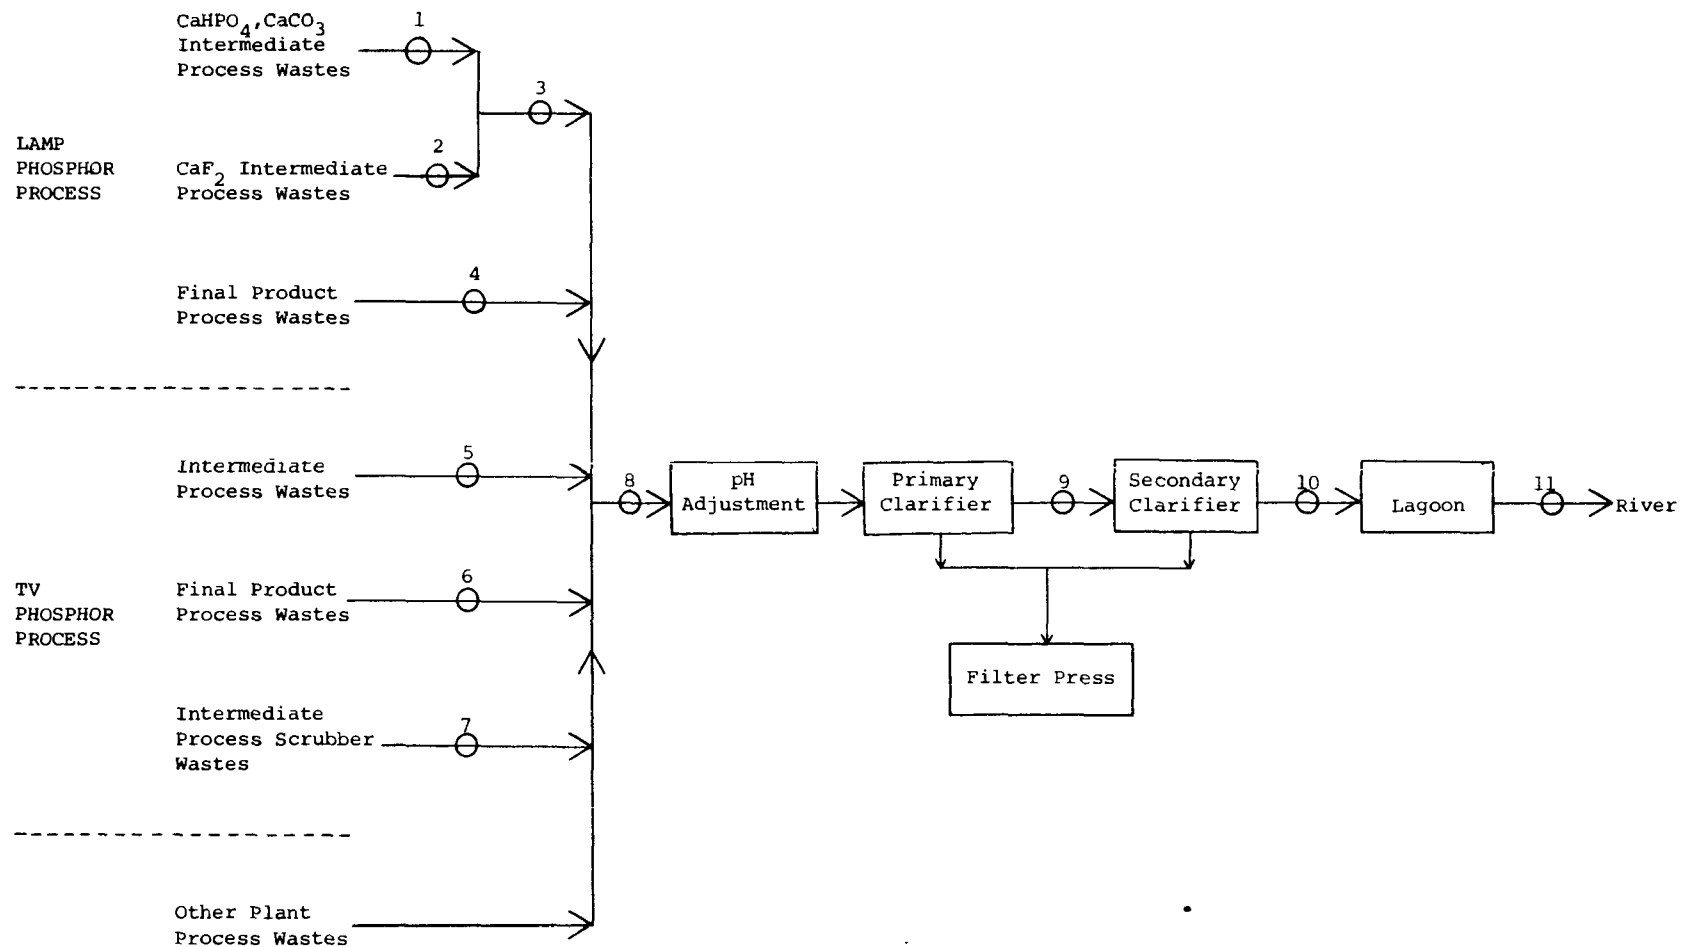 CaHPO4,CaCO3
Intermediate
Process Wastes
1
3
LAMP
PHOSPHOR
PROCESS
2
CaF2 Intermediate
Process Wastes
4
Final Product
Process Wastes
5
Intermediate
Process Wastes
8
pH
Adjustment
Primary
Clarifier
9
Secondary
Clarifier
10
Lagoon
11
River
TV
PHOSPHOR
PROCESS
6
Final Product
Process Wastes
Filter Press
7
Intermediate
Process Scrubber
Wastes
Other Plant
Process Wastes